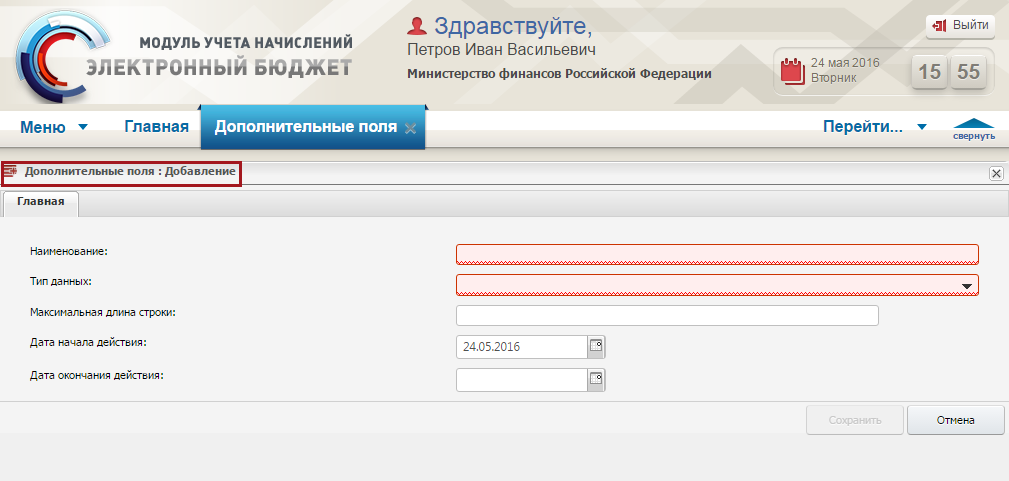 МОДУЛЬ УЧЕТА НАЧИСЛЕНИЙ
ЭЛЕКТРОННЫЙ БЮДЖЕТ
Здравствуйте,
Петров Иван Васильевич
Министерство финансов Российской Федерации
Выйти
24 мая 2016
Вторник
15 55
Меню Главная Дополнительные поля Перейти...
свернуть
Дополнительные поля : Добавление
Главная
Наименование:
Тип данных:
Максимальная длина строки:
Дата начала действия: 24.05.2016
Дата окончания действия:
Сохранить Отмена